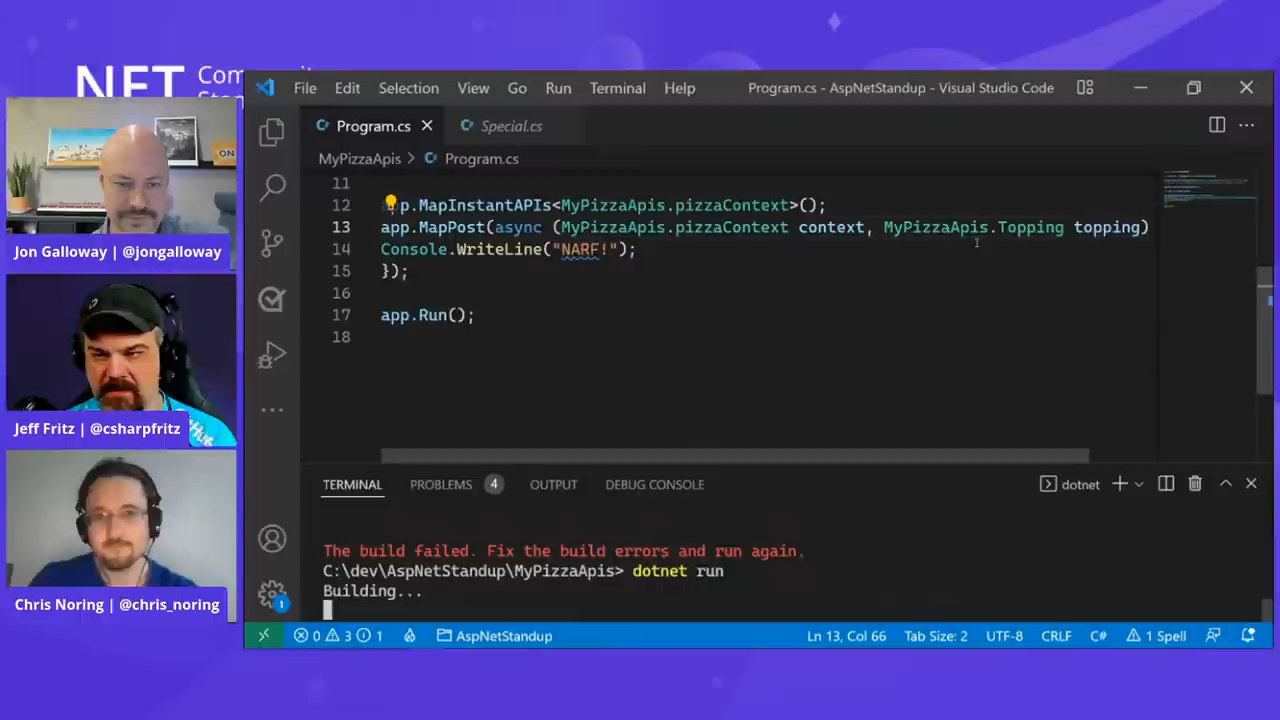 .NET Community
Standup
ON
Jon Galloway | @jongalloway
Jeff Fritz | @csharpfritz
Chris Noring | @chris_noring
File Edit Selection View Go Run Terminal Help
Program.cs - AspNetStandup - Visual Studio Code
Program.cs
Special.cs
MyPizzaApis > Program.cs
11
12 app.MapInstantAPIs<MyPizzaApis.pizzaContext>();
13 app.MapPost(async (MyPizzaApis.pizzaContext context, MyPizzaApis.Topping topping)
14 Console.WriteLine("NARF!");
15 });
16
17 app.Run();
18
TERMINAL PROBLEMS 4 OUTPUT DEBUG CONSOLE
dotnet
The build failed. Fix the build errors and run again.
C:\dev\AspNetStandup\MyPizzaApis> dotnet run
Building...
1
0 3 1 AspNetStandup
Ln 13, Col 66 Tab Size: 2 UTF-8 CRLF C# 1 Spell